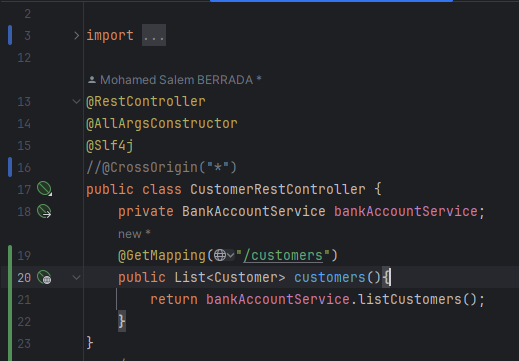 2
3 import ...
12
Mohamed Salem BERRADA *
13 @RestController
14 @AllArgsConstructor
15 @Slf4j
16 //@CrossOrigin("*")
17 public class CustomerRestController {
18 private BankAccountService bankAccountService;
new *
19 @GetMapping("/customers")
20 public List<Customer> customers(){
21 return bankAccountService.listCustomers();
22 }
23 }